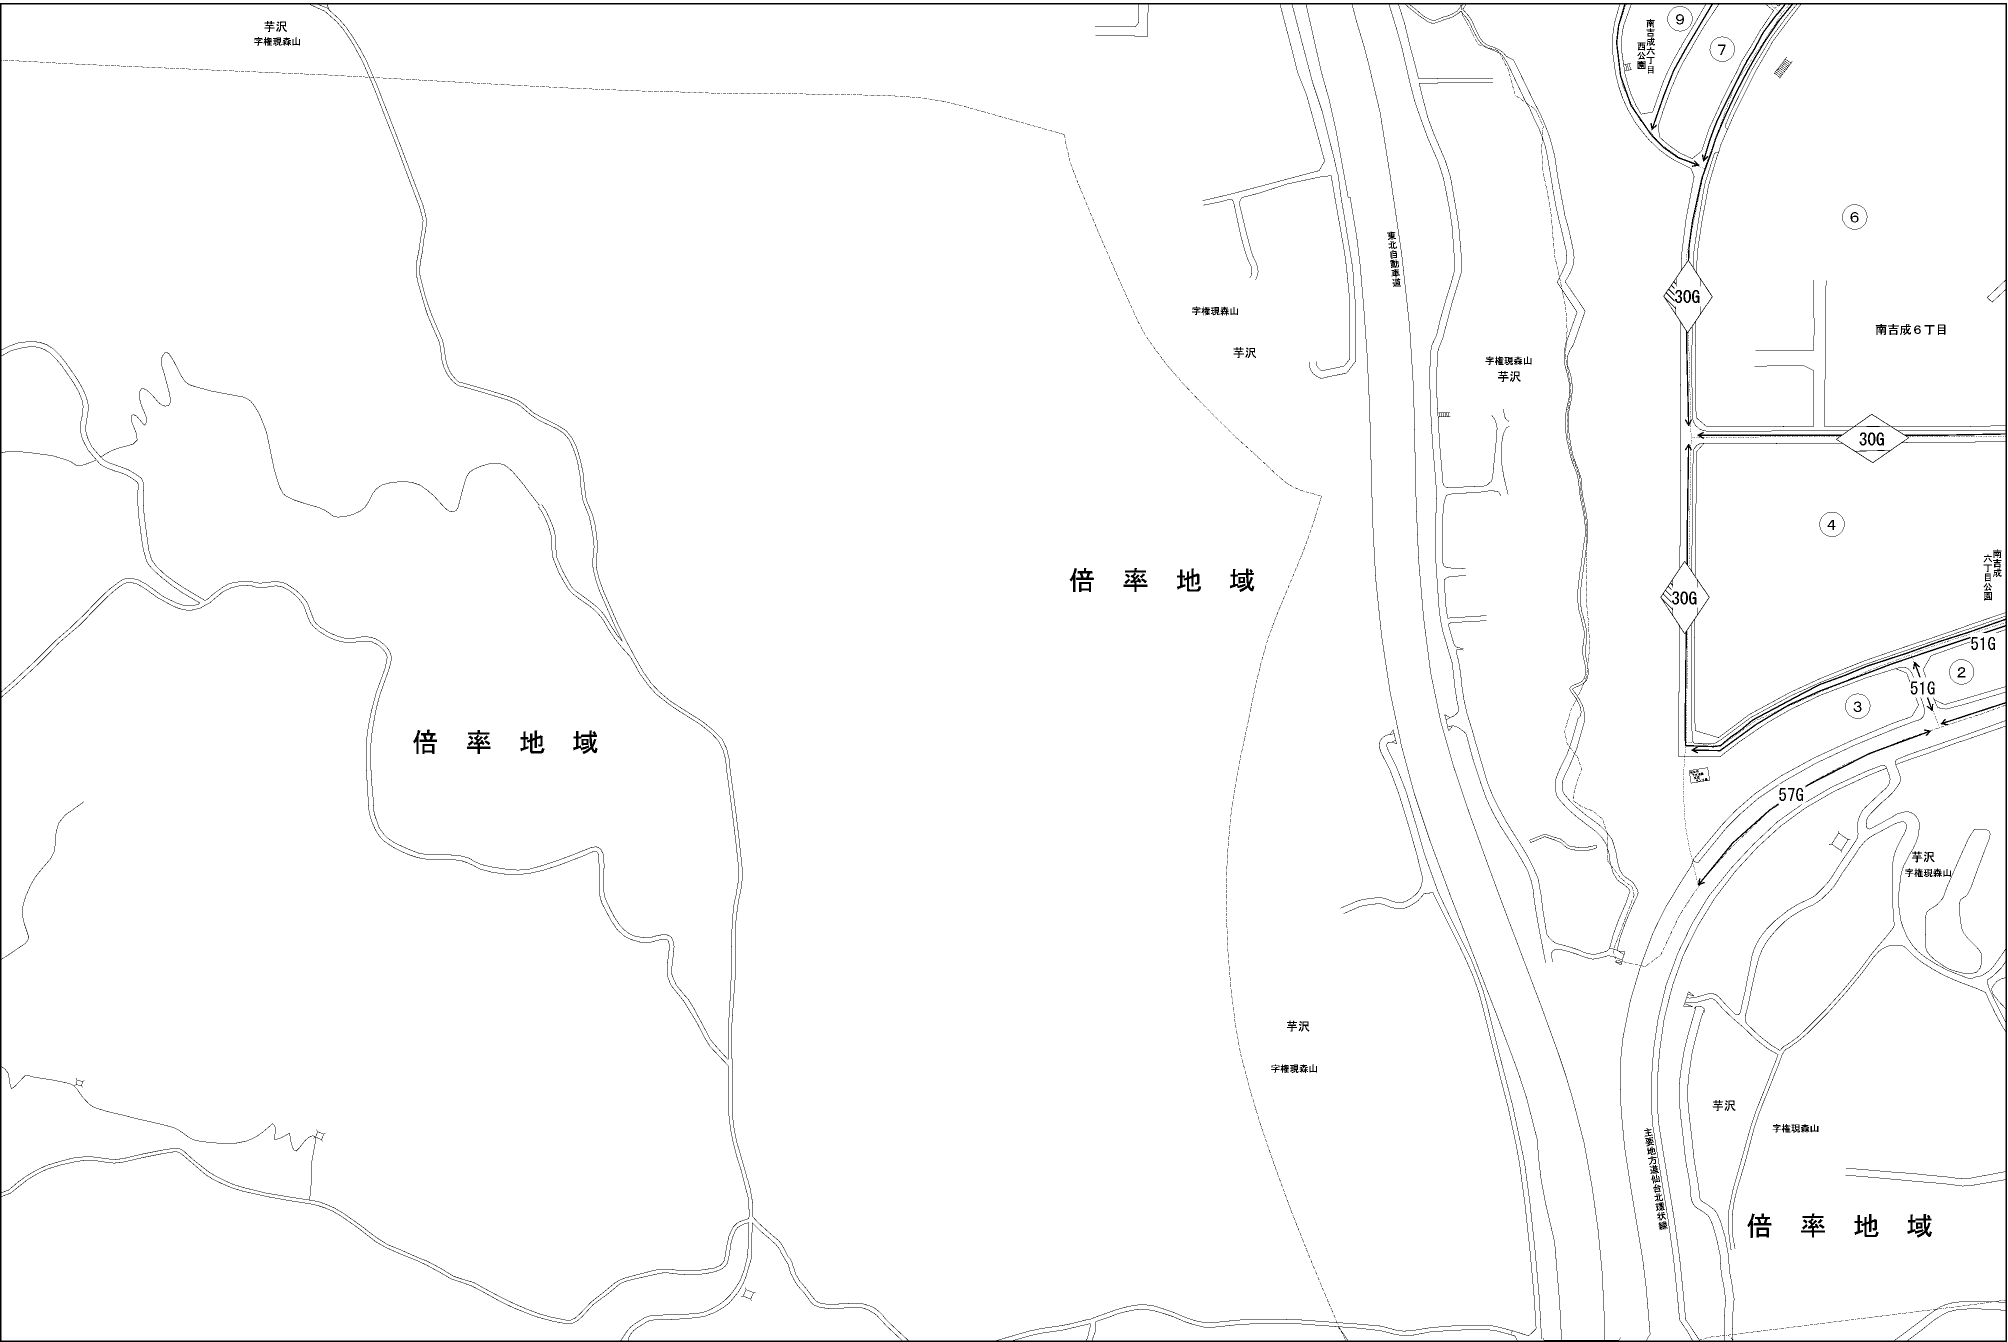 芋沢
字権現森山
南吉成六丁目
西公園
9
7
6
東北自動車道
30G
字権現森山
芋沢
南吉成６丁目
字権現森山
芋沢
30G
4
南吉成
六丁目公園
倍率地域
30G
51G
2
51G
3
倍率地域
57G
芋沢
字権現森山
芋沢
字権現森山
芋沢
字権現森山
主要地方道仙台北環状線
倍率地域